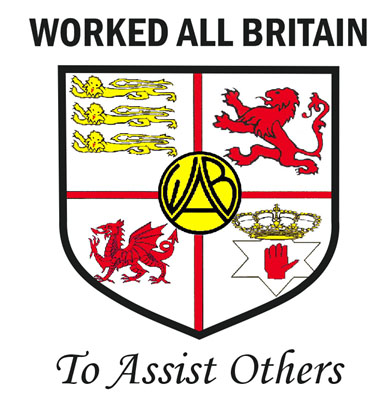 WORKED ALL BRITAIN
WAB
To Assist Others